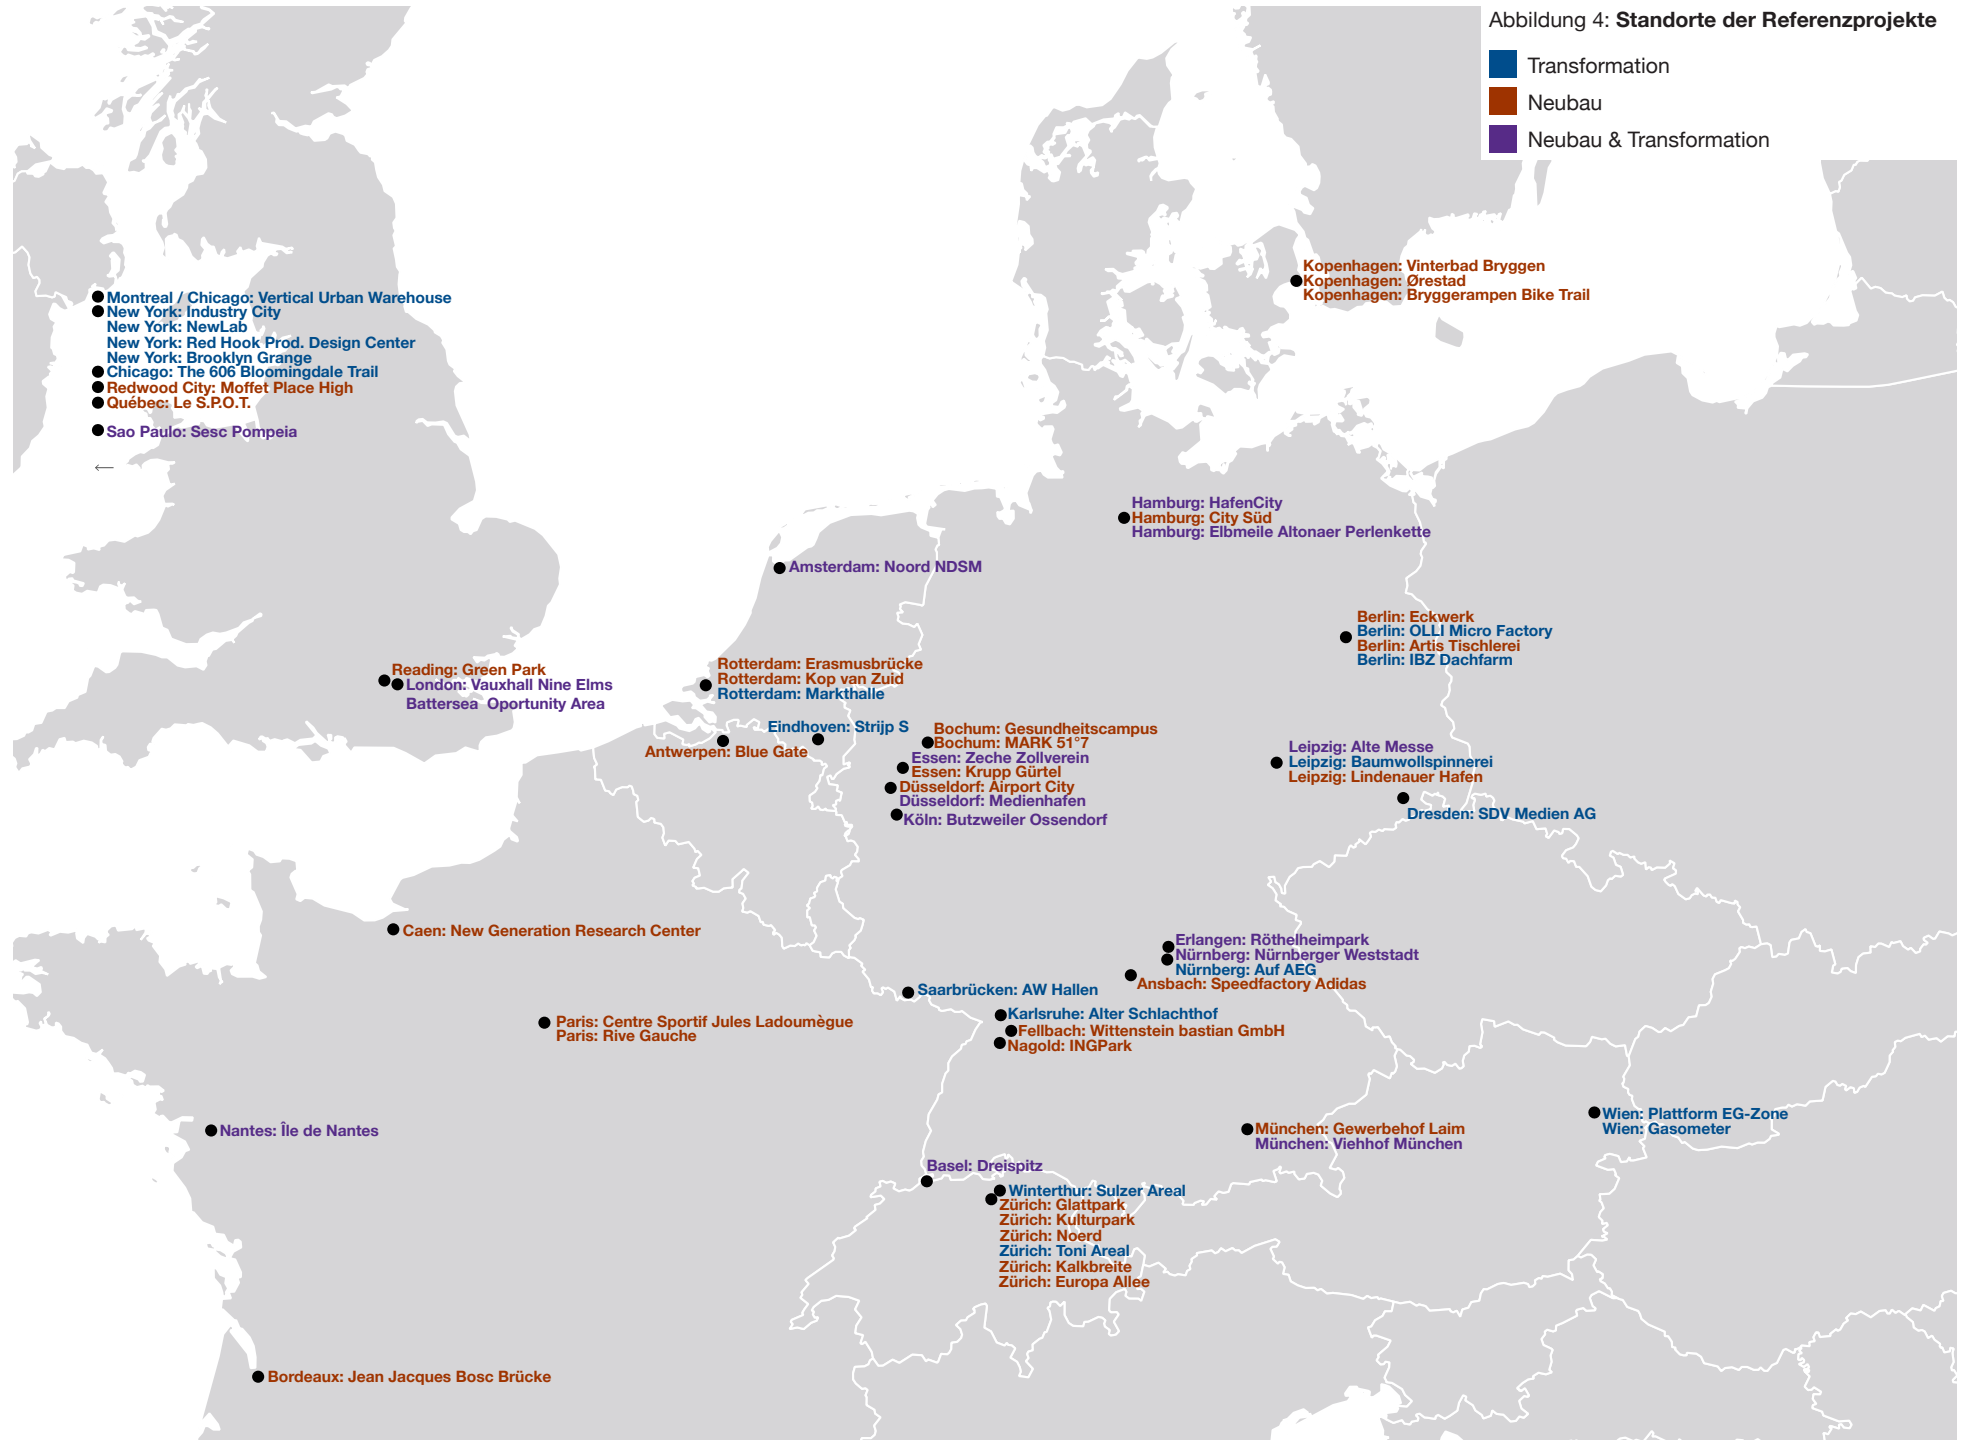 Abbildung 4: Standorte der Referenzprojekte
Transformation
Neubau
Neubau & Transformation
Kopenhagen: Vinterbad Bryggen
Kopenhagen: Ørestad
Kopenhagen: Bryggerampen Bike Trail
Montreal / Chicago: Vertical Urban Warehouse
New York: Industry City
New York: NewLab
New York: Red Hook Prod. Design Center
New York: Brooklyn Grange
Chicago: The 606 Bloomingdale Trail
Redwood City: Moffet Place High
Québec: Le S.P.O.T.
Sao Paulo: Sesc Pompeia
←
Hamburg: HafenCity
Hamburg: City Süd
Hamburg: Elbmeile Altonaer Perlenkette
Amsterdam: Noord NDSM
Berlin: Eckwerk
Berlin: OLLI Micro Factory
Berlin: Artis Tischlerei
Berlin: IBZ Dachfarm
Reading: Green Park
London: Vauxhall Nine Elms
Battersea Oportunity Area
Rotterdam: Erasmusbrücke
Rotterdam: Kop van Zuid
Rotterdam: Markthalle
Eindhoven: Strijp S
Antwerpen: Blue Gate
Bochum: Gesundheitscampus
Bochum: MARK 51°7
Essen: Zeche Zollverein
Essen: Krupp Gürtel
Düsseldorf: Airport City
Düsseldorf: Medienhafen
Köln: Butzweiler Ossendorf
Leipzig: Alte Messe
Leipzig: Baumwollspinnerei
Leipzig: Lindenauer Hafen
Dresden: SDV Medien AG
Caen: New Generation Research Center
Erlangen: Röthelheimpark
Nürnberg: Nürnberger Weststadt
Nürnberg: Auf AEG
Ansbach: Speedfactory Adidas
Saarbrücken: AW Hallen
Karlsruhe: Alter Schlachthof
Fellbach: Wittenstein bastian GmbH
Nagold: INGPark
Paris: Centre Sportif Jules Ladoumègue
Paris: Rive Gauche
Nantes: Île de Nantes
Wien: Plattform EG-Zone
Wien: Gasometer
München: Gewerbehof Laim
München: Viehhof München
Basel: Dreispitz
Winterthur: Sulzer Areal
Zürich: Glattpark
Zürich: Kulturpark
Zürich: Noerd
Zürich: Toni Areal
Zürich: Kalkbreite
Zürich: Europa Allee
Bordeaux: Jean Jacques Bosc Brücke